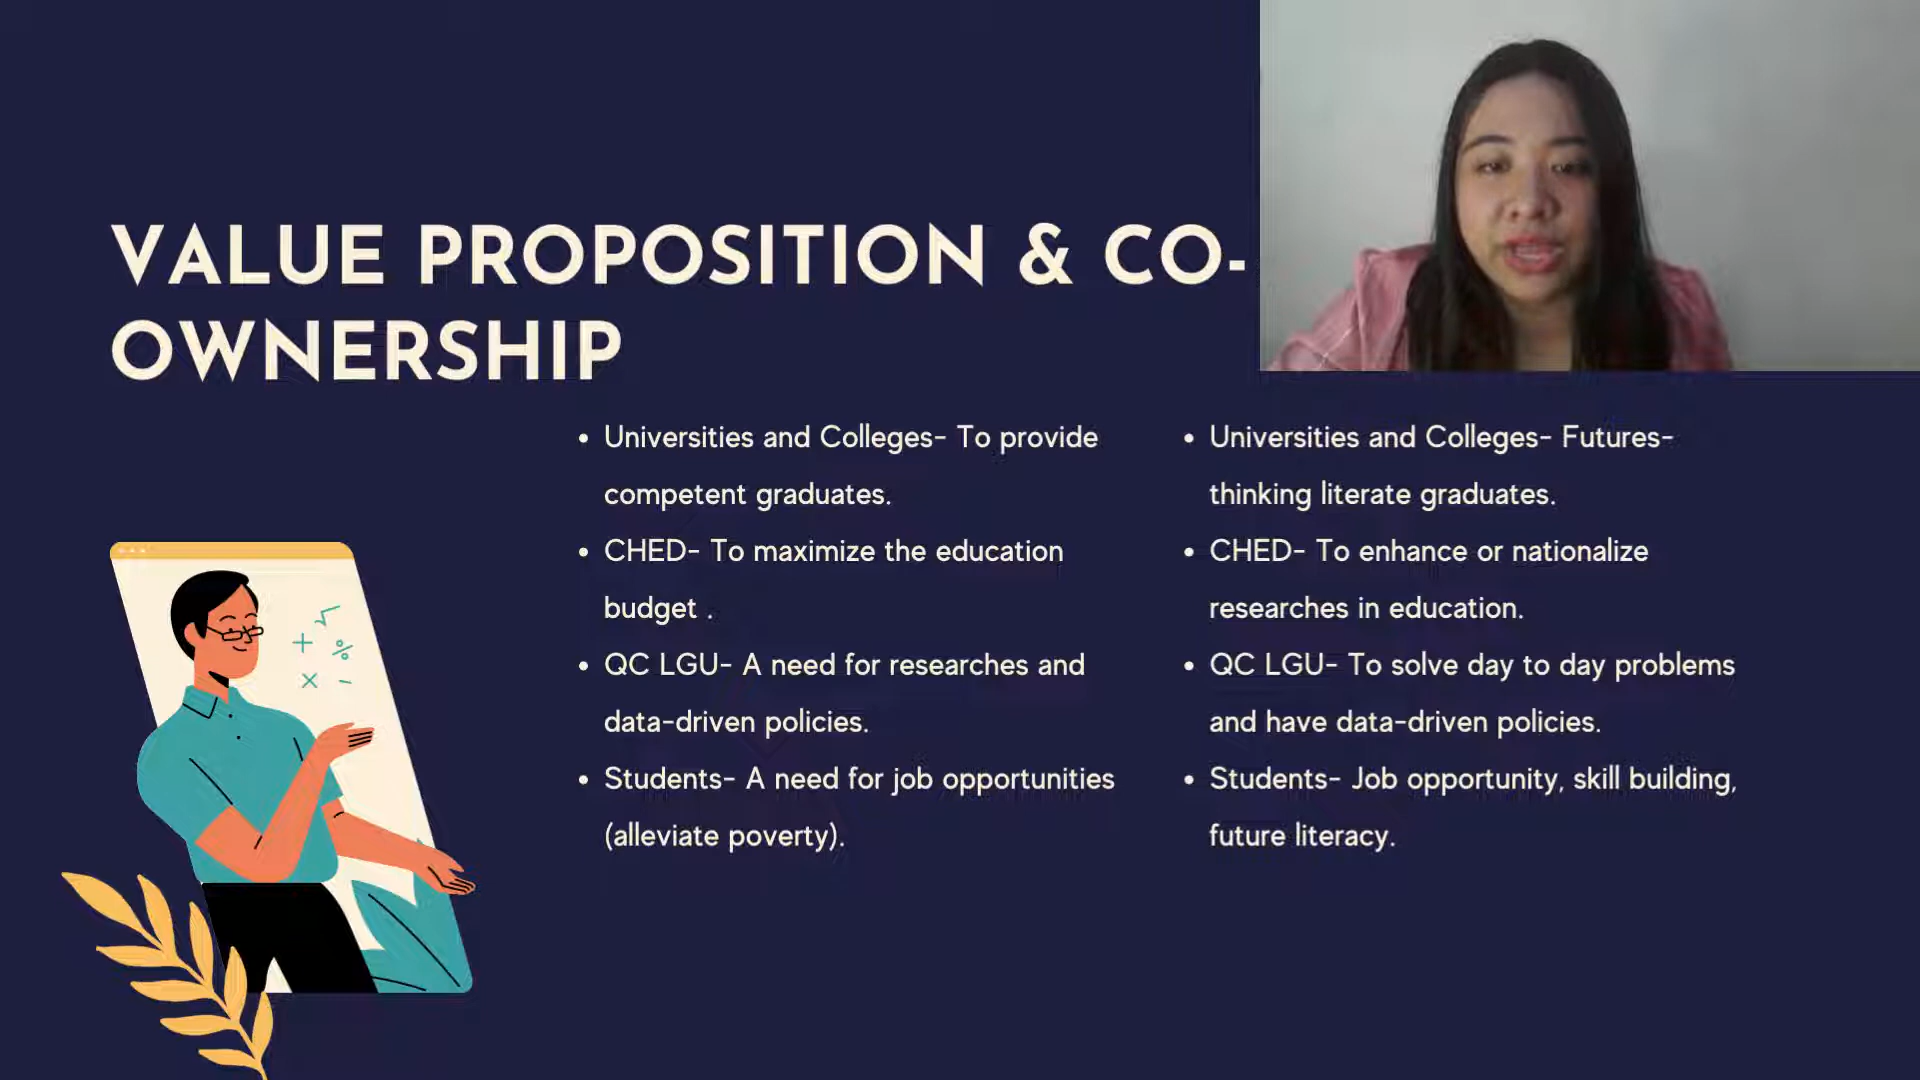 VALUE PROPOSITION & CO-
OWNERSHIP
• Universities and Colleges- To provide
competent graduates.
• CHED- To maximize the education
budget .
• QC LGU- A need for researches and
data-driven policies.
• Students- A need for job opportunities
(alleviate poverty).
• Universities and Colleges- Futures-
thinking literate graduates.
• CHED- To enhance or nationalize
researches in education.
• QC LGU- To solve day to day problems
and have data-driven policies.
• Students- Job opportunity, skill building,
future literacy.